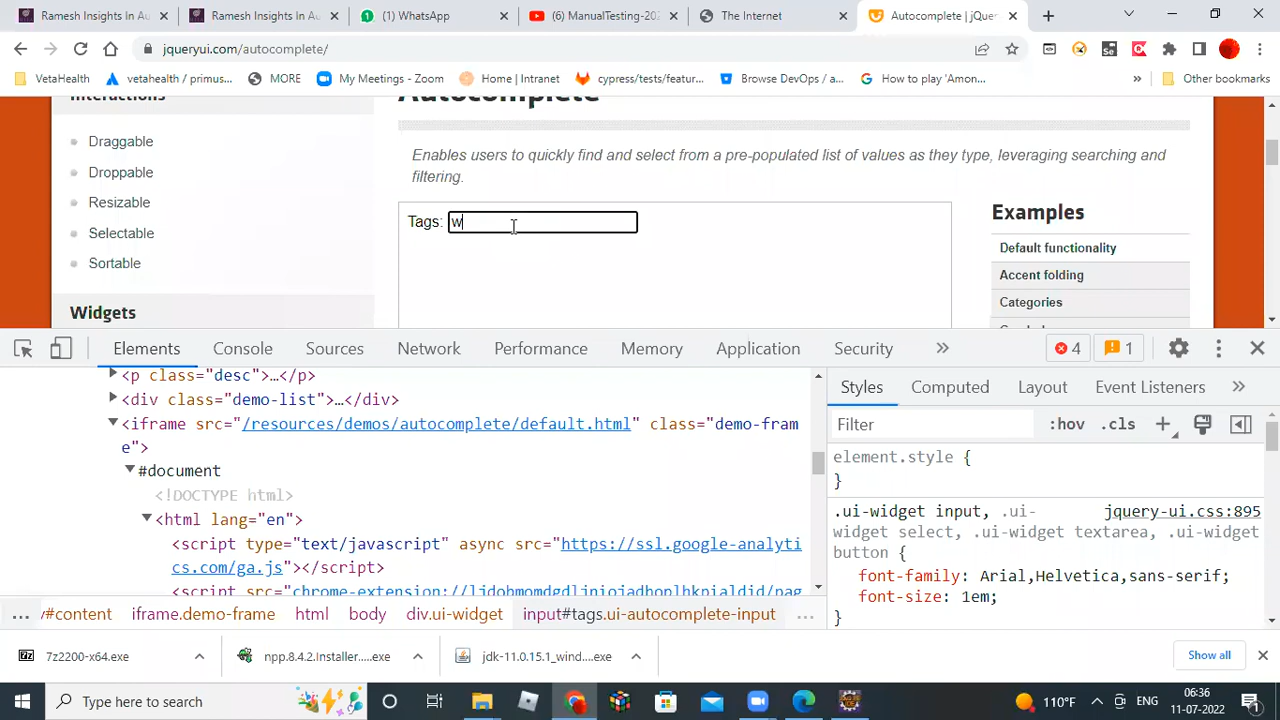 Ramesh Insights In Au
Ramesh Insights In Au
(1) WhatsApp
(6) ManualTesting-202
The Internet
Autocomplete | jQue
jqueryui.com/autocomplete/
VetaHealth
vetahealth / primus...
MORE
My Meetings - Zoom
Home | Intranet
cypress/tests/featur...
Browse DevOps / a...
How to play 'Amon...
»
Other bookmarks
Interactions
Draggable
Droppable
Resizable
Selectable
Sortable
Widgets
Autocomplete
Enables users to quickly find and select from a pre-populated list of values as they type, leveraging searching and
filtering.
Tags: w
Examples
Default functionality
Accent folding
Categories
Elements
Console
Sources
Network
Performance
Memory
Application
Security
»
4
1
<p class="desc">…</p>
<div class="demo-list">…</div>
<iframe src="/resources/demos/autocomplete/default.html" class="demo-fram
e">
#document
<!DOCTYPE html>
<html lang="en">
<script type="text/javascript" async src="https://ssl.google-analyti
cs.com/ga.js"></script>
... /#content iframe.demo-frame html body div.ui-widget input#tags.ui-autocomplete-input ...
Styles
Computed
Layout
Event Listeners
»
Filter
:hov .cls
element.style {
}
.ui-widget input, .ui- jquery-ui.css:895
widget select, .ui-widget textarea, .ui-widget
button {
font-family: Arial,Helvetica,sans-serif;
font-size: 1em;
}
7z2200-x64.exe
npp.8.4.2.Installer.....exe
jdk-11.0.15.1_wind....exe
Show all
Type here to search
110°F
ENG
06:36
11-07-2022
1